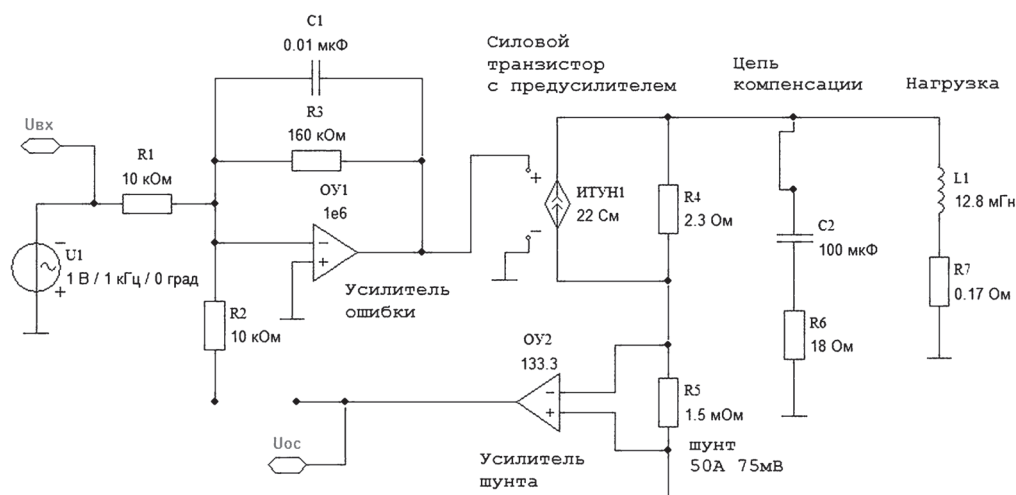 C1
0.01 мкФ
Силовой
транзистор
с предусилителем
Цепь
компенсации
Нагрузка
Uвх
R3
160 кОм
R1
10 кОм
ОУ1
1e6
+
−
ИТУН1
22 См
R4
2.3 Ом
L1
12.8 мГн
C2
100 мкФ
−
+
−
+
U1
1 В / 1 кГц / 0 град
R7
0.17 Ом
Усилитель
ошибки
R2
10 кОм
R6
18 Ом
ОУ2
133.3
−
+
R5
1.5 мОм
Uос
Усилитель
шунта
шунт
50А 75мВ